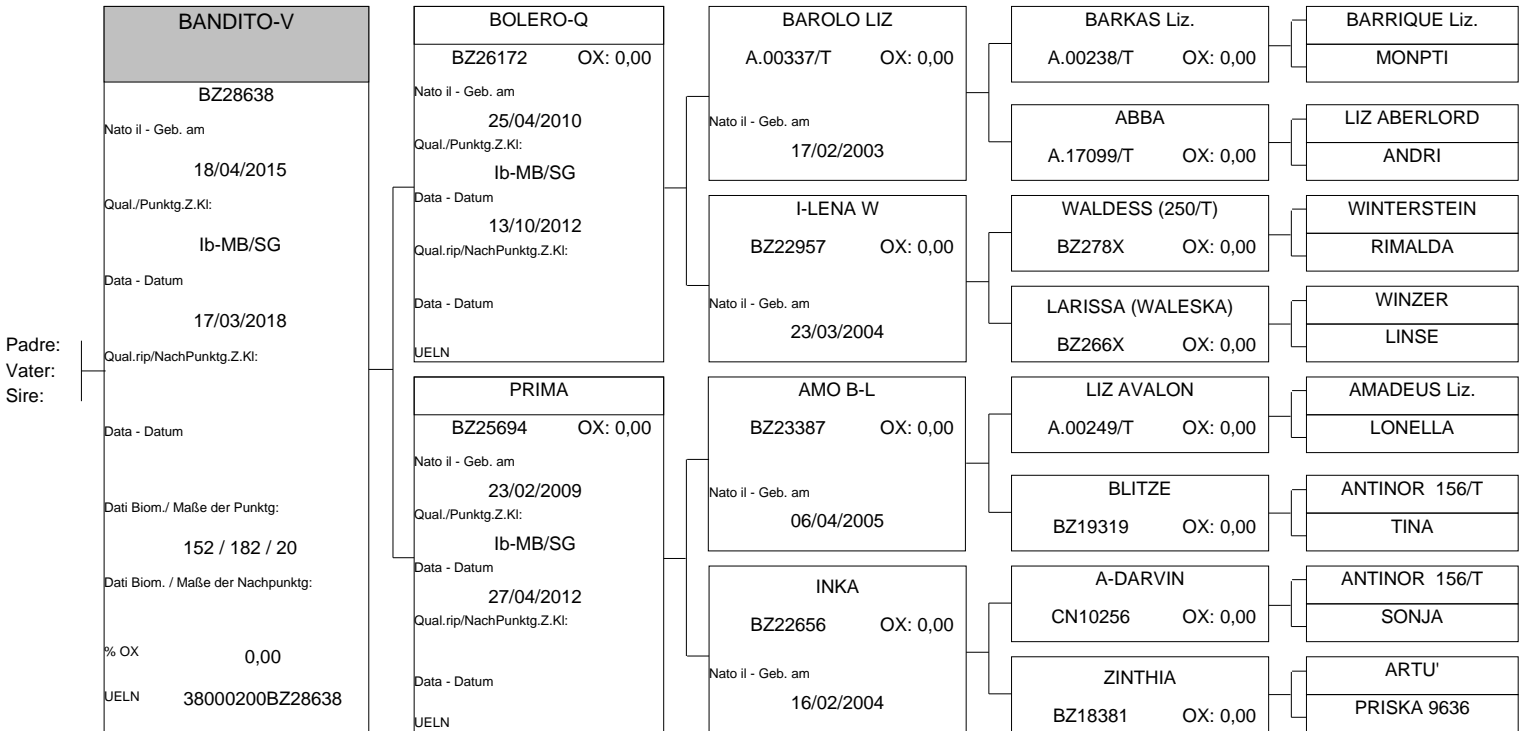 Padre:
Vater:
Sire:
BANDITO-V
BZ28638
Nato il - Geb. am
18/04/2015
Qual./Punktg.Z.Kl:
Ib-MB/SG
Data - Datum
17/03/2018
Qual.rip/NachPunktg.Z.Kl:
Data - Datum
Dati Biom./ Maße der Punktg:
152 / 182 / 20
Dati Biom. / Maße der Nachpunktg:
% OX 0,00
UELN 38000200BZ28638
BOLERO-Q
BZ26172 OX: 0,00
Nato il - Geb. am
25/04/2010
Qual./Punktg.Z.Kl:
Ib-MB/SG
Data - Datum
13/10/2012
Qual.rip/NachPunktg.Z.Kl:
Data - Datum
UELN
PRIMA
BZ25694 OX: 0,00
Nato il - Geb. am
23/02/2009
Qual./Punktg.Z.Kl:
Ib-MB/SG
Data - Datum
27/04/2012
Qual.rip/NachPunktg.Z.Kl:
Data - Datum
UELN
BAROLO LIZ
A.00337/T OX: 0,00
Nato il - Geb. am
17/02/2003
I-LENA W
BZ22957 OX: 0,00
Nato il - Geb. am
23/03/2004
AMO B-L
BZ23387 OX: 0,00
Nato il - Geb. am
06/04/2005
INKA
BZ22656 OX: 0,00
Nato il - Geb. am
16/02/2004
BARKAS Liz.
A.00238/T OX: 0,00
ABBA
A.17099/T OX: 0,00
WALDESS (250/T)
BZ278X OX: 0,00
LARISSA (WALESKA)
BZ266X OX: 0,00
LIZ AVALON
A.00249/T OX: 0,00
BLITZE
BZ19319 OX: 0,00
A-DARVIN
CN10256 OX: 0,00
ZINTHIA
BZ18381 OX: 0,00
BARRIQUE Liz.
MONPTI
LIZ ABERLORD
ANDRI
WINTERSTEIN
RIMALDA
WINZER
LINSE
AMADEUS Liz.
LONELLA
ANTINOR 156/T
TINA
ANTINOR 156/T
SONJA
ARTU'
PRISKA 9636